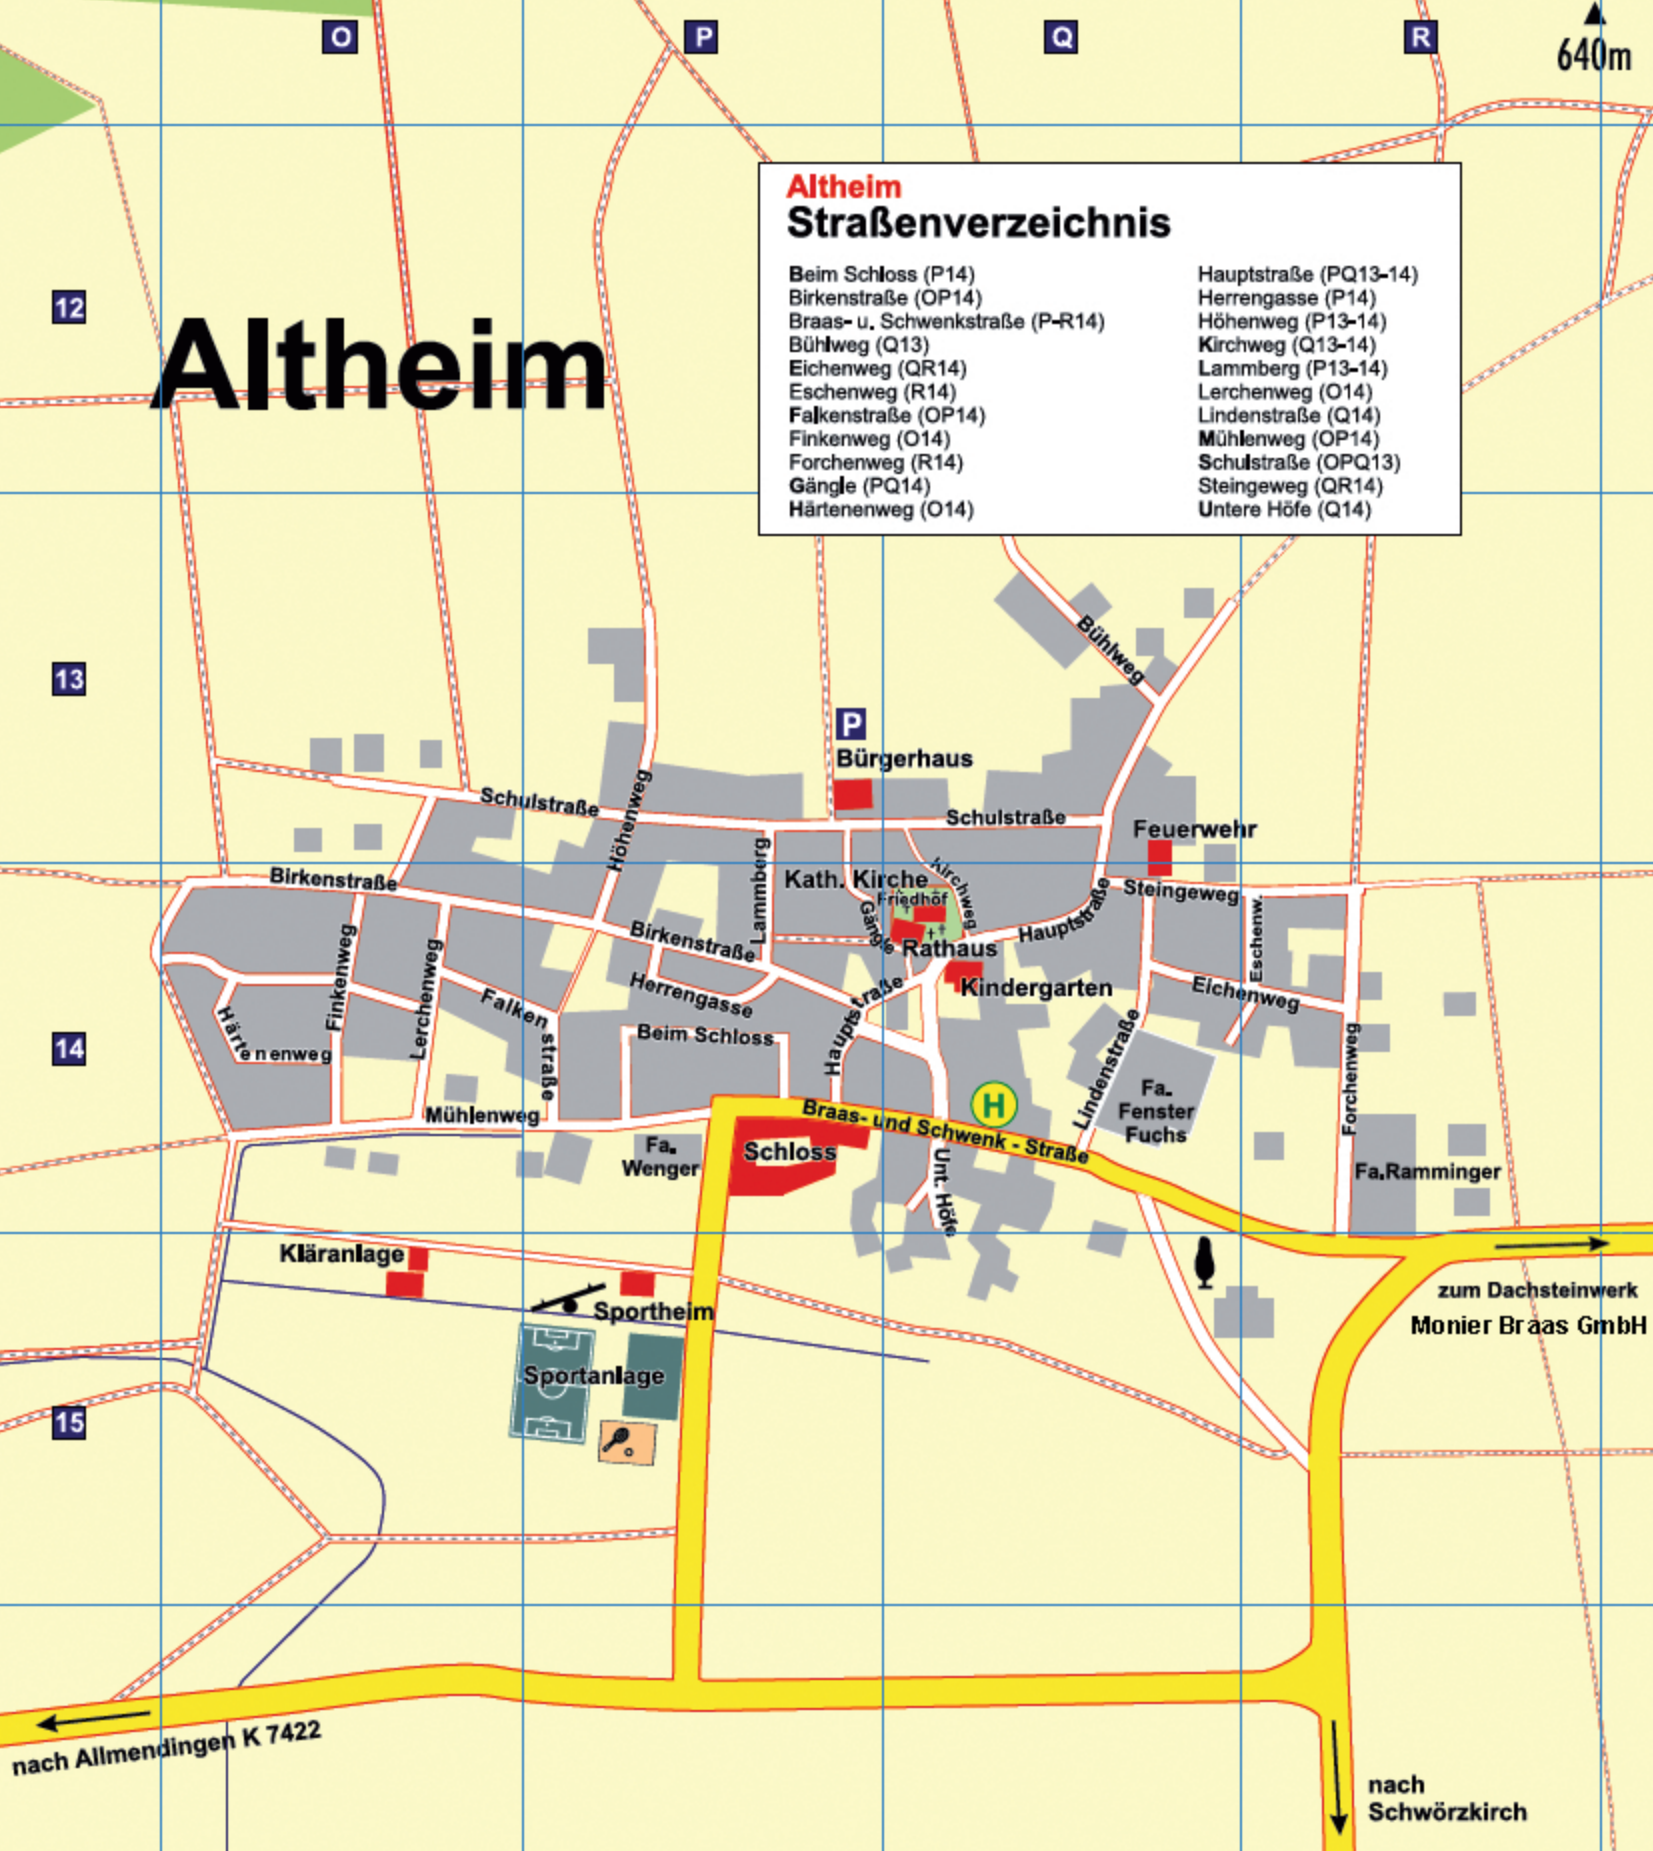 O
P
Q
R
640m
Altheim
Straßenverzeichnis
Beim Schloss (P14)
Birkenstraße (OP14)
Braas- u. Schwenkstraße (P-R14)
Bühlweg (Q13)
Eichenweg (QR14)
Eschenweg (R14)
Falkenstraße (OP14)
Finkenweg (O14)
Forchenweg (R14)
Gängle (PQ14)
Härtenenweg (O14)
Hauptstraße (PQ13-14)
Herrengasse (P14)
Höhenweg (P13-14)
Kirchweg (Q13-14)
Lammberg (P13-14)
Lerchenweg (O14)
Lindenstraße (Q14)
Mühlenweg (OP14)
Schulstraße (OPQ13)
Steingeweg (QR14)
Untere Höfe (Q14)
12
Altheim
13
Bühlweg
P
Bürgerhaus
Schulstraße
Höhenweg
Schulstraße
Feuerwehr
Birkenstraße
Lammberg
Kath. Kirche
Kirchweg
Friedhof
Gängle
Rathaus
Hauptstraße
Steingeweg
Eschenw.
Birkenstraße
Finkenweg
Lerchenweg
Herrengasse
Hauptstraße
Kindergarten
Eichenweg
Falken
straße
Härtenenweg
14
Beim Schloss
Lindenstraße
Forchenweg
H
Fa.
Fenster
Fuchs
Mühlenweg
Braas- und Schwenk - Straße
Fa.
Wenger
Schloss
Unt. Höfe
Fa.Ramminger
Kläranlage
Sportheim
Sportanlage
zum Dachsteinwerk
Monier Braas GmbH
15
nach Allmendingen K 7422
nach
Schwörzkirch